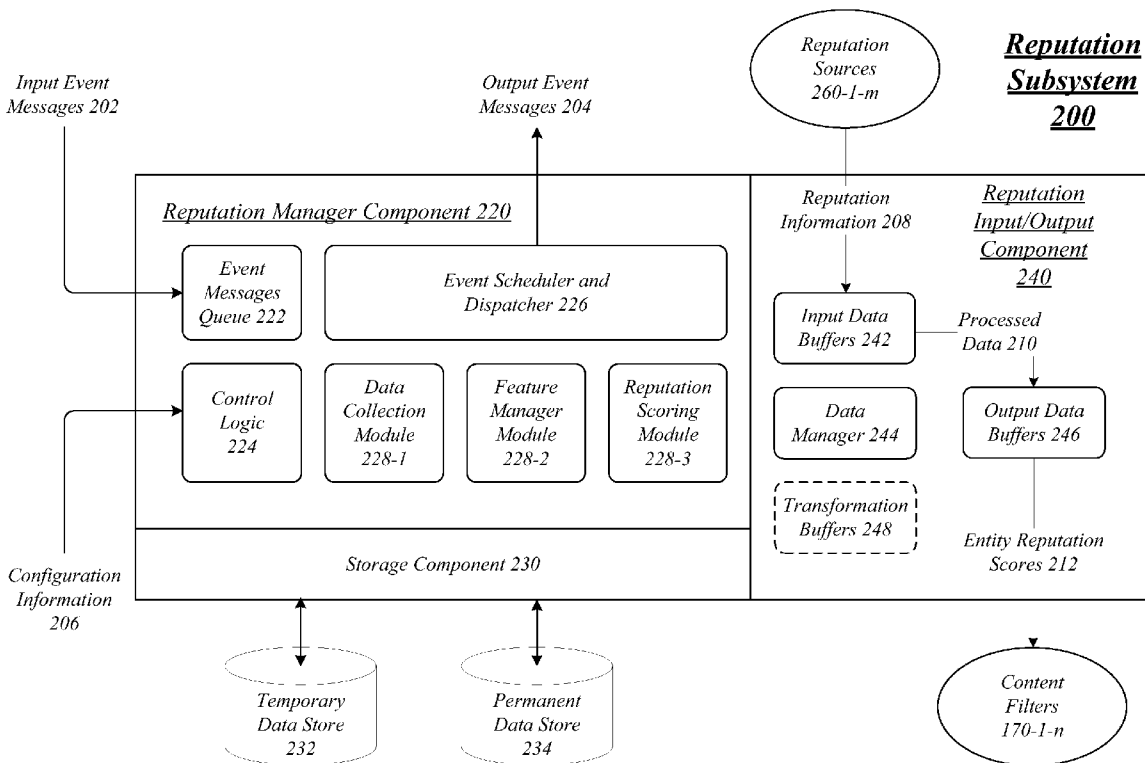 Reputation
Subsystem
200
Input Event
Messages 202
Output Event
Messages 204
Reputation
Sources
260-1-m
Reputation Manager Component 220
Reputation
Information 208
Reputation
Input/Output
Component
240
Event
Messages
Queue 222
Event Scheduler and
Dispatcher 226
Input Data
Buffers 242
Processed
Data 210
Control
Logic
224
Data
Collection
Module
228-1
Feature
Manager
Module
228-2
Reputation
Scoring
Module
228-3
Data
Manager 244
Output Data
Buffers 246
Transformation
Buffers 248
Storage Component 230
Entity Reputation
Scores 212
Configuration
Information
206
Temporary
Data Store
232
Permanent
Data Store
234
Content
Filters
170-1-n